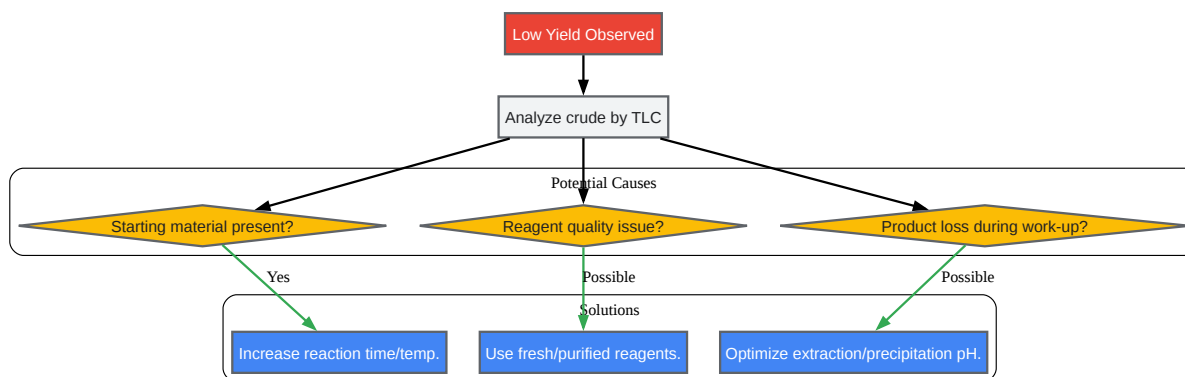 Low Yield Observed
Analyze crude by TLC
Potential Causes
Starting material present?
Reagent quality issue?
Product loss during work-up?
Yes
Possible
Possible
Solutions
Increase reaction time/temp.
Use fresh/purified reagents.
Optimize extraction/precipitation pH.